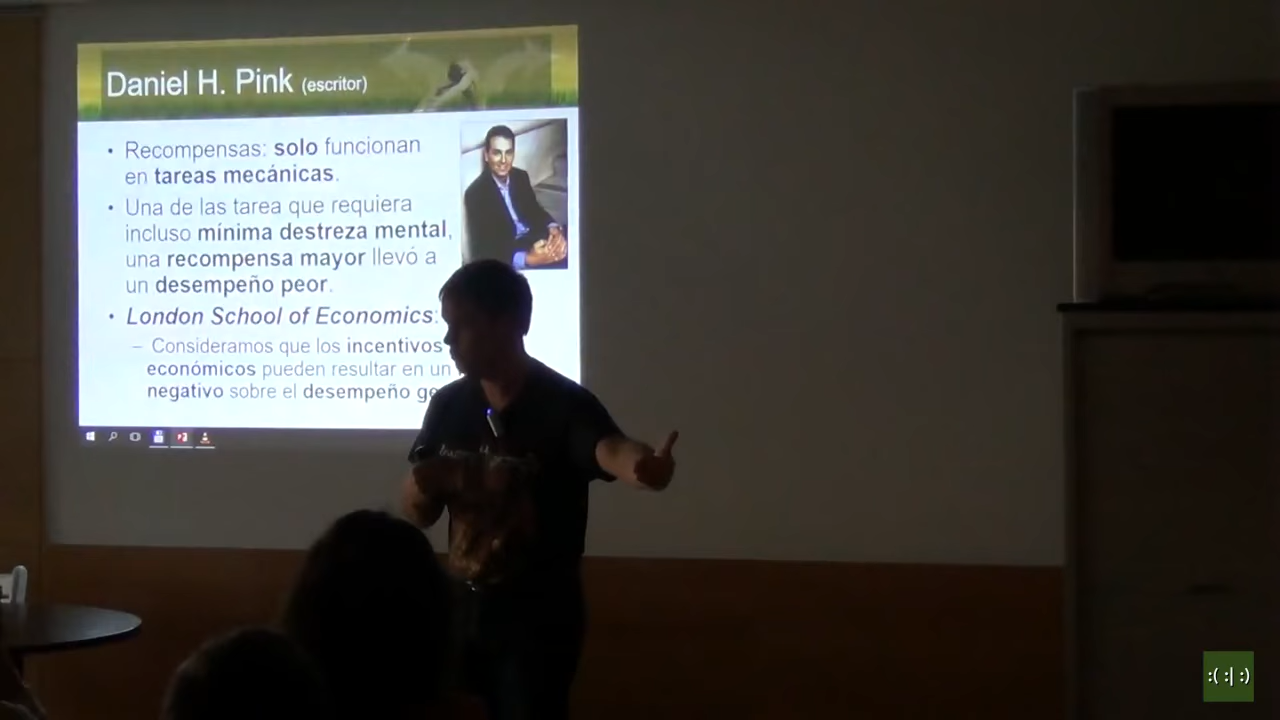 Daniel H. Pink (escritor)
• Recompensas: solo funcionan
en tareas mecánicas.
• Una de las tarea que requiera
incluso mínima destreza mental,
una recompensa mayor llevó a
un desempeño peor.
• London School of Economics:
– Consideramos que los incentivos
económicos pueden resultar en un
negativo sobre el desempeño
:( :| :)